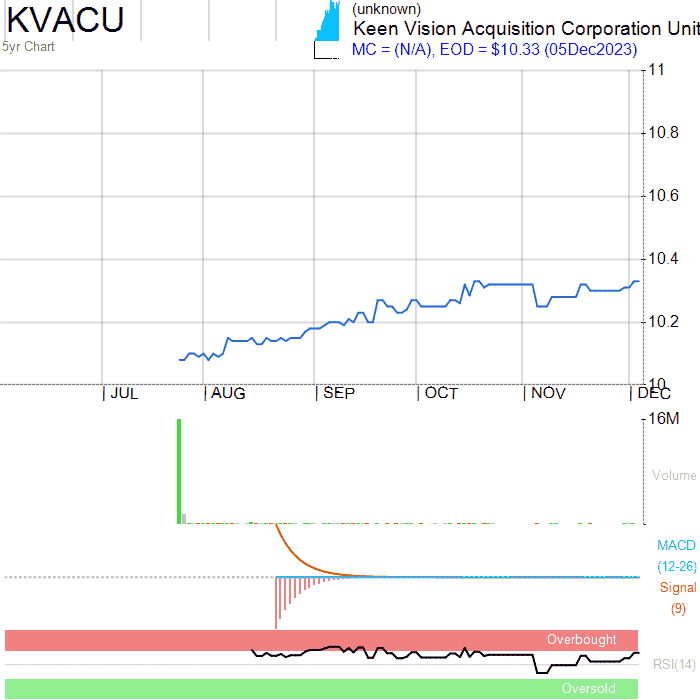 KVACU
5yr Chart
(unknown)
Keen Vision Acquisition Corporation Unit
MC = (N/A), EOD = $10.33 (05Dec2023)
11
10.8
10.6
10.4
10.2
10
JUL AUG SEP OCT NOV DEC
16M
Volume
MACD
(12-26)
Signal
(9)
Overbought
RSI(14)
Oversold